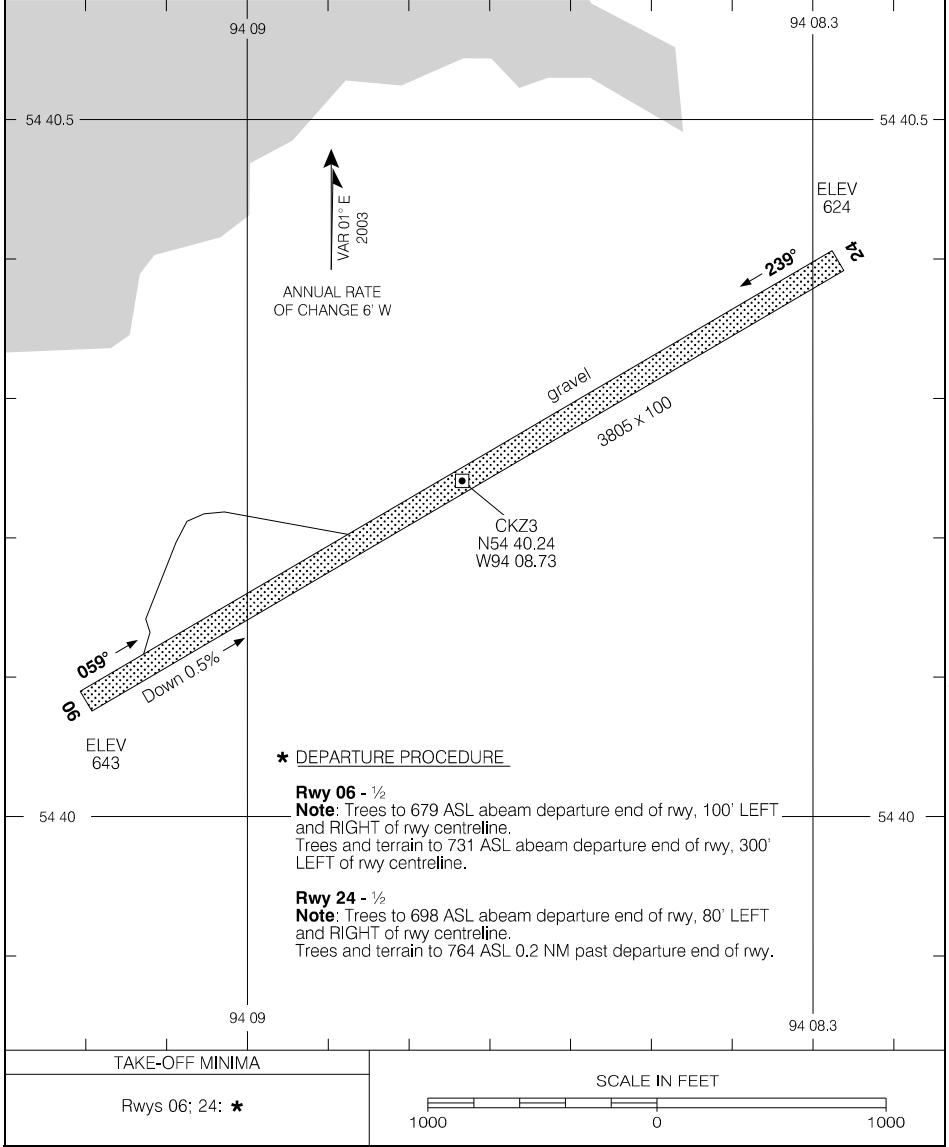 94 09
94 08.3
54 40.5
54 40.5
ELEV
624
VAR 01° E
2003
24
239°
ANNUAL RATE
OF CHANGE 6' W
gravel
3805 x 100
CKZ3
N54 40.24
W94 08.73
059°
Down 0.5%
06
ELEV
643
* DEPARTURE PROCEDURE
Rwy 06 - ½
Note: Trees to 679 ASL abeam departure end of rwy, 100' LEFT
54 40
54 40
and RIGHT of rwy centreline.
Trees and terrain to 731 ASL abeam departure end of rwy, 300'
LEFT of rwy centreline.
Rwy 24 - ½
Note: Trees to 698 ASL abeam departure end of rwy, 80' LEFT
and RIGHT of rwy centreline.
Trees and terrain to 764 ASL 0.2 NM past departure end of rwy.
94 09
94 08.3
TAKE-OFF MINIMA
Rwys 06; 24: *
SCALE IN FEET
1000 0 1000